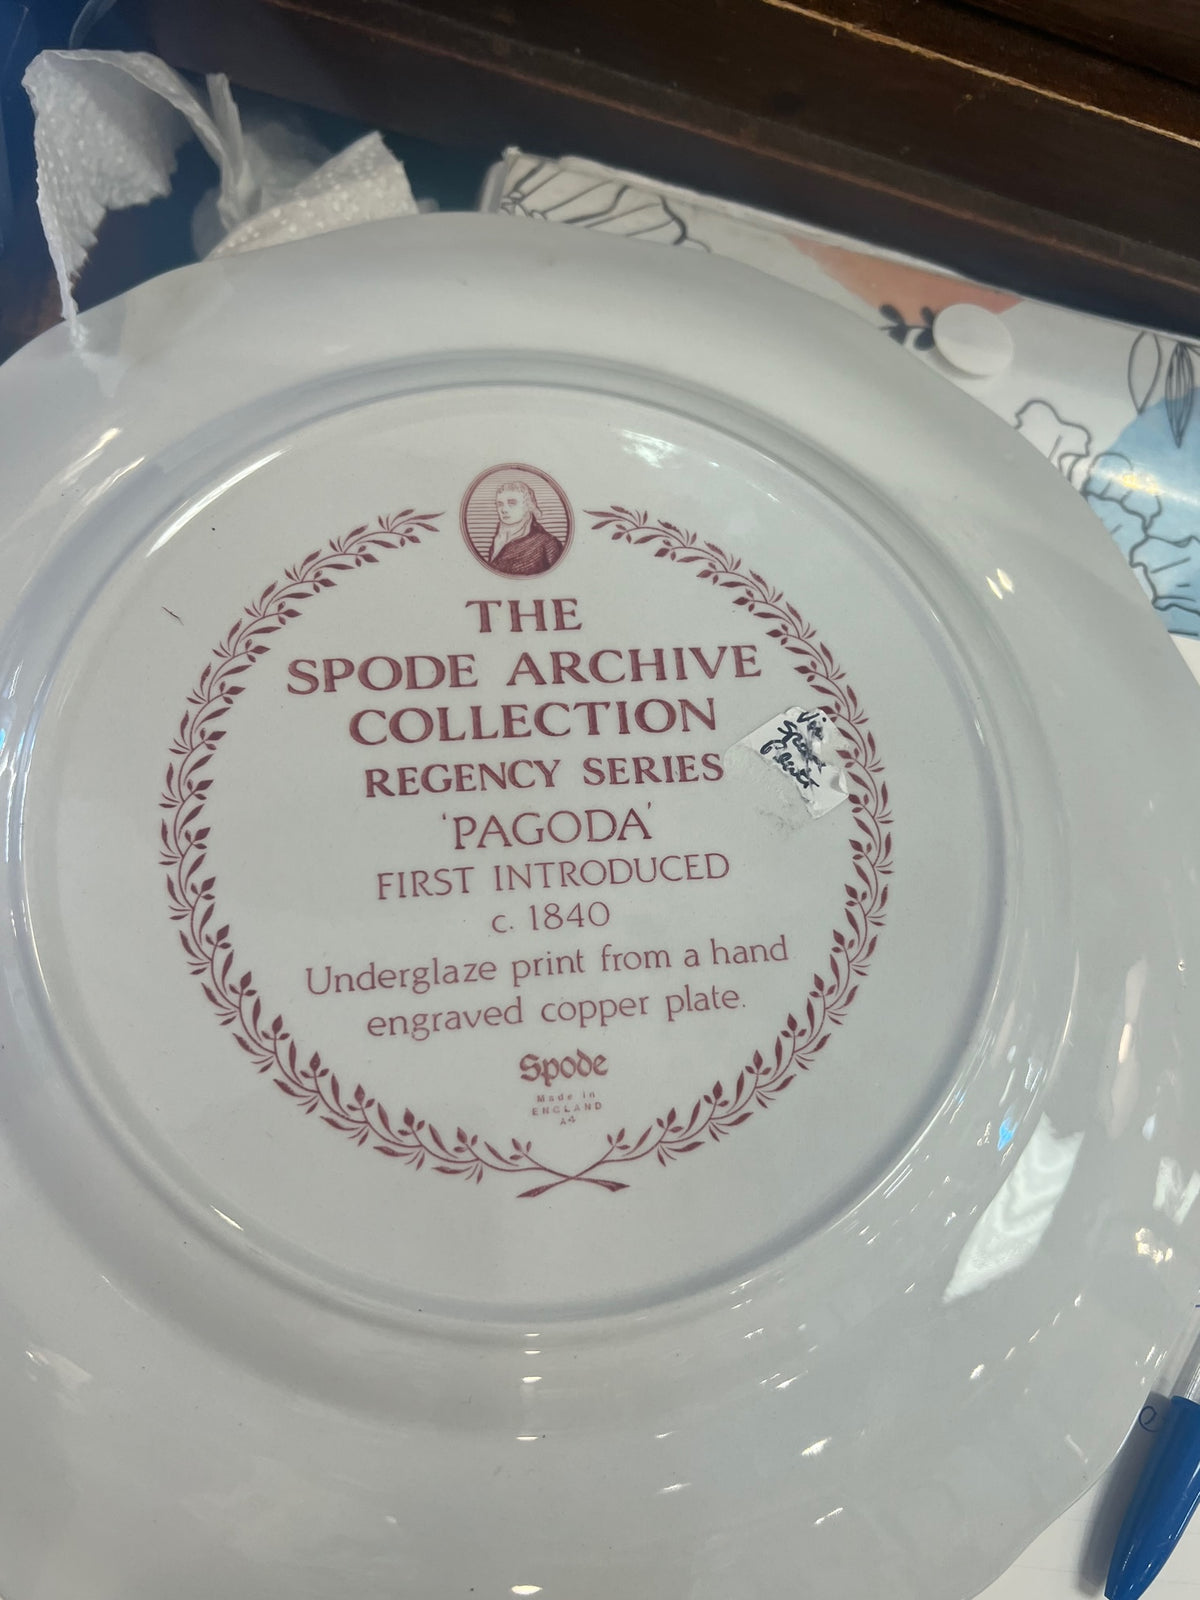 THE
SPODE ARCHIVE
COLLECTION
REGENCY SERIES
'PAGODA'
FIRST INTRODUCED
c. 1840
Underglaze print from a hand
engraved copper plate.
Spode
Made in
ENGLAND
A4